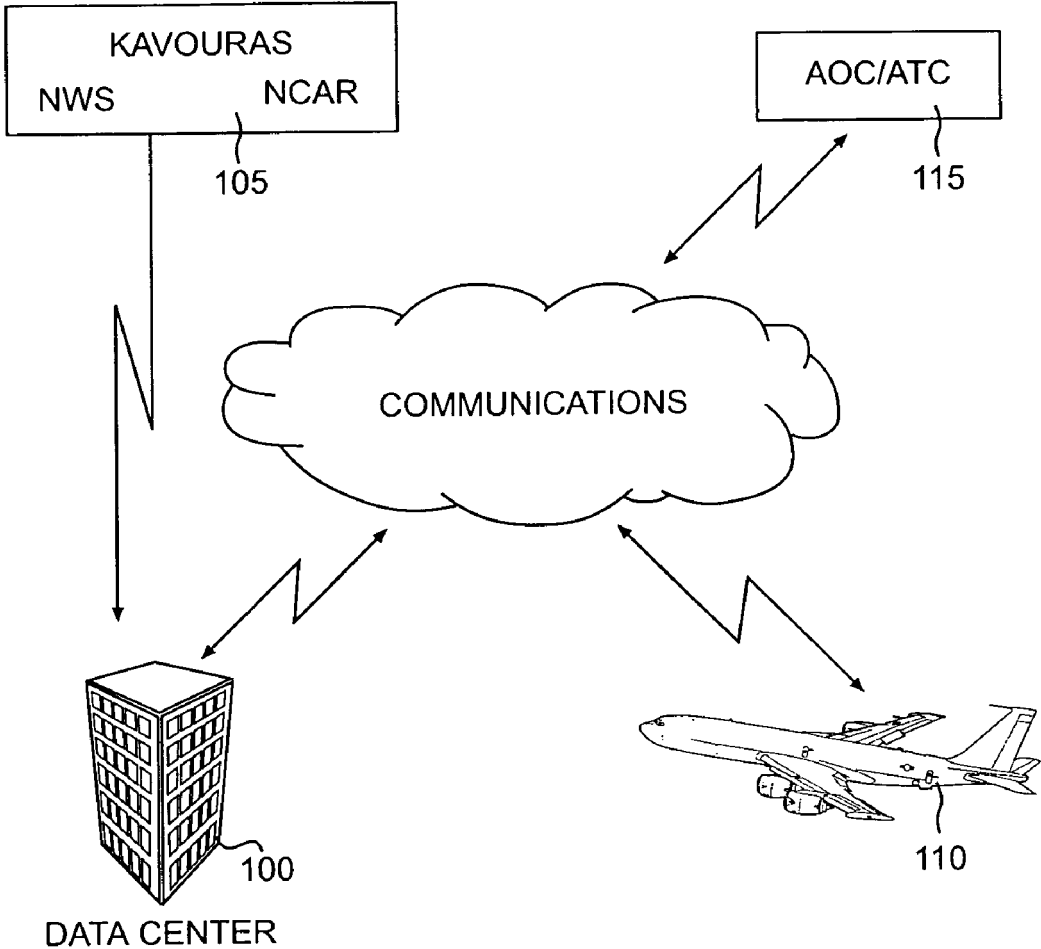 KAVOURAS
NWS NCAR
105
AOC/ATC
115
COMMUNICATIONS
100
DATA CENTER
110